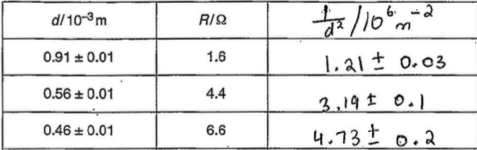 d/10⁻³m R/Ω 1/d² /10⁶ m⁻²
0.91 ± 0.01 1.6 1.21 ± 0.03
0.56 ± 0.01 4.4 3.19 ± 0.1
0.46 ± 0.01 6.6 4.73 ± 0.2